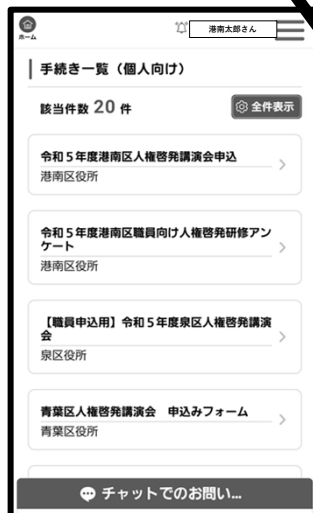 ホーム
港南太郎さん
手続き一覧（個人向け）
該当件数 20 件
全件表示
令和５年度港南区人権啓発講演会申込
港南区役所
令和５年度港南区職員向け人権啓発研修アン
ケート
港南区役所
【職員申込用】令和５年度泉区人権啓発講演
会
泉区役所
青葉区人権啓発講演会　申込みフォーム
青葉区役所
チャットでのお問い...